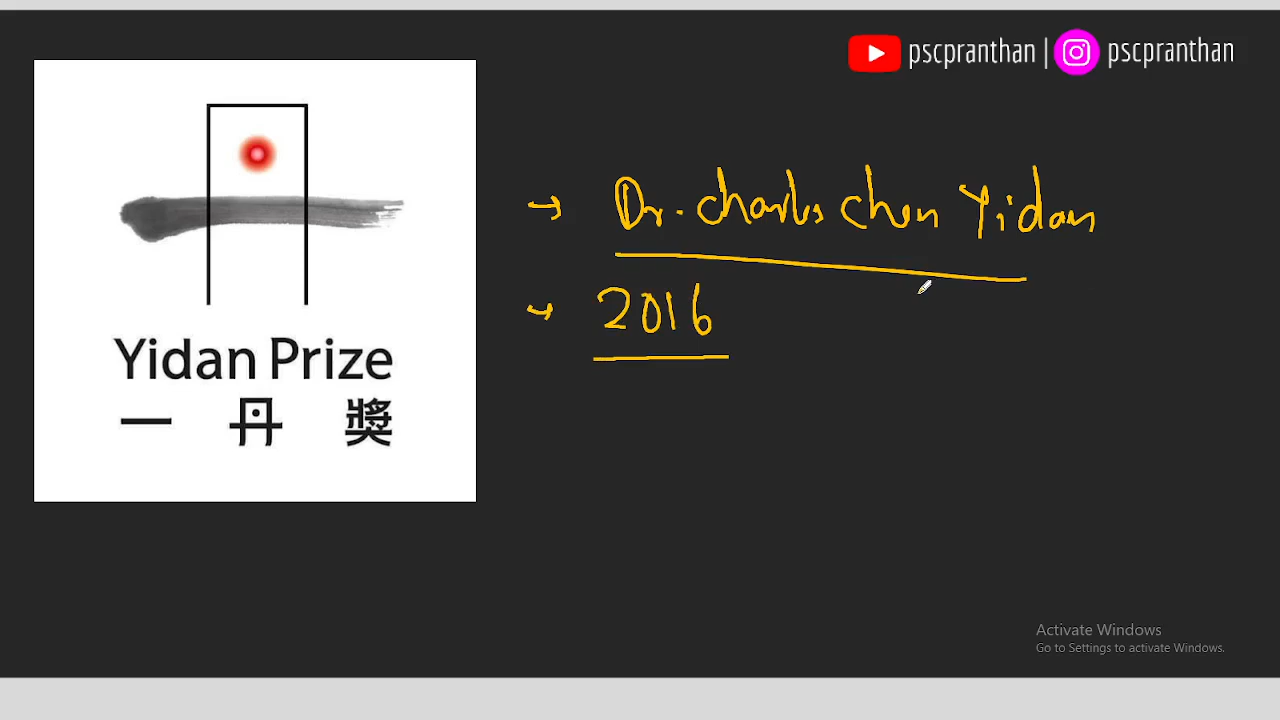 pscpranthan | pscpranthan
→ Dr. Charles Chen Yidan
→ 2016
Yidan Prize
一 丹 獎
Activate Windows
Go to Settings to activate Windows.